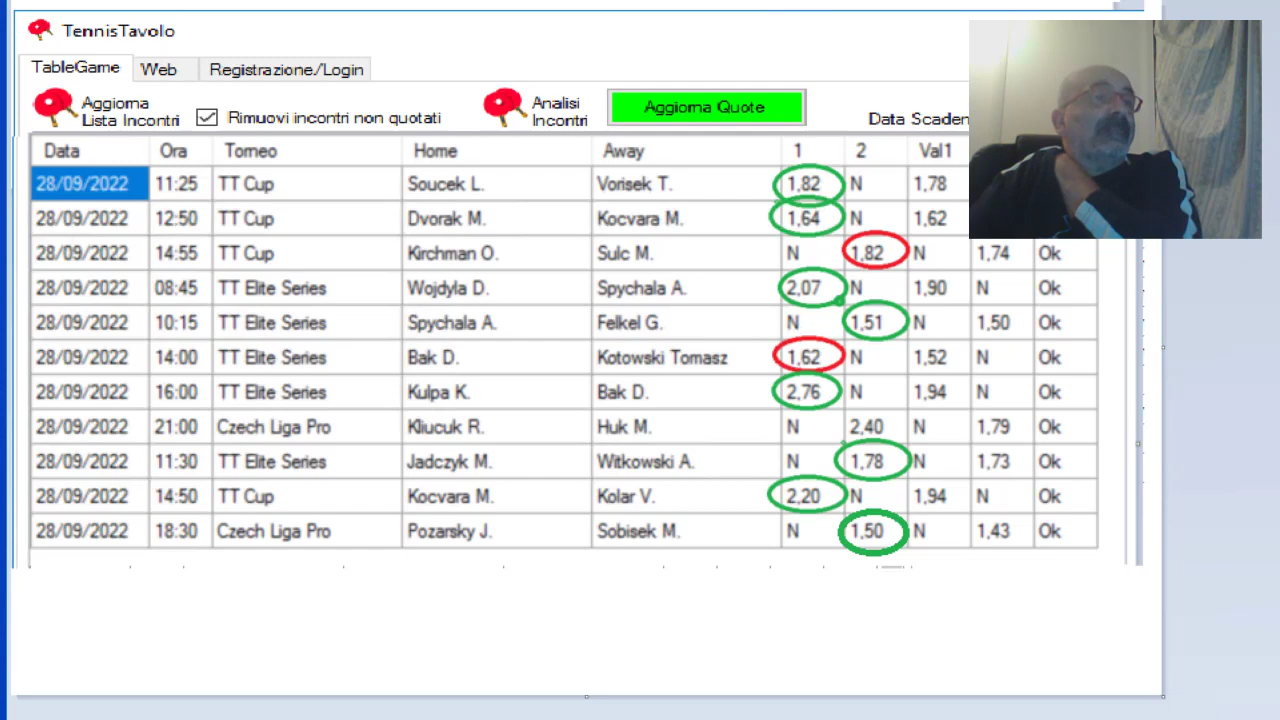 TennisTavolo
TableGame Web Registrazione/Login
Aggiorna Lista Incontri Rimuovi incontri non quotati Analisi Incontri Aggiorna Quote Data Scaden
Data Ora Torneo Home Away 1 2 Val1
28/09/2022 11:25 TT Cup Soucek L. Vorisek T. 1,82 N 1,78
28/09/2022 12:50 TT Cup Dvorak M. Kocvara M. 1,64 N 1,62
28/09/2022 14:55 TT Cup Kirchman O. Sulc M. N 1,82 N 1,74 Ok
28/09/2022 08:45 TT Elite Series Wojdyla D. Spychala A. 2,07 N 1,90 N Ok
28/09/2022 10:15 TT Elite Series Spychala A. Felkel G. N 1,51 N 1,50 Ok
28/09/2022 14:00 TT Elite Series Bak D. Kotowski Tomasz 1,62 N 1,52 N Ok
28/09/2022 16:00 TT Elite Series Kulpa K. Bak D. 2,76 N 1,94 N Ok
28/09/2022 21:00 Czech Liga Pro Kliucuk R. Huk M. N 2,40 N 1,79 Ok
28/09/2022 11:30 TT Elite Series Jadczyk M. Witkowski A. N 1,78 N 1,73 Ok
28/09/2022 14:50 TT Cup Kocvara M. Kolar V. 2,20 N 1,94 N Ok
28/09/2022 18:30 Czech Liga Pro Pozarsky J. Sobisek M. N 1,50 N 1,43 Ok